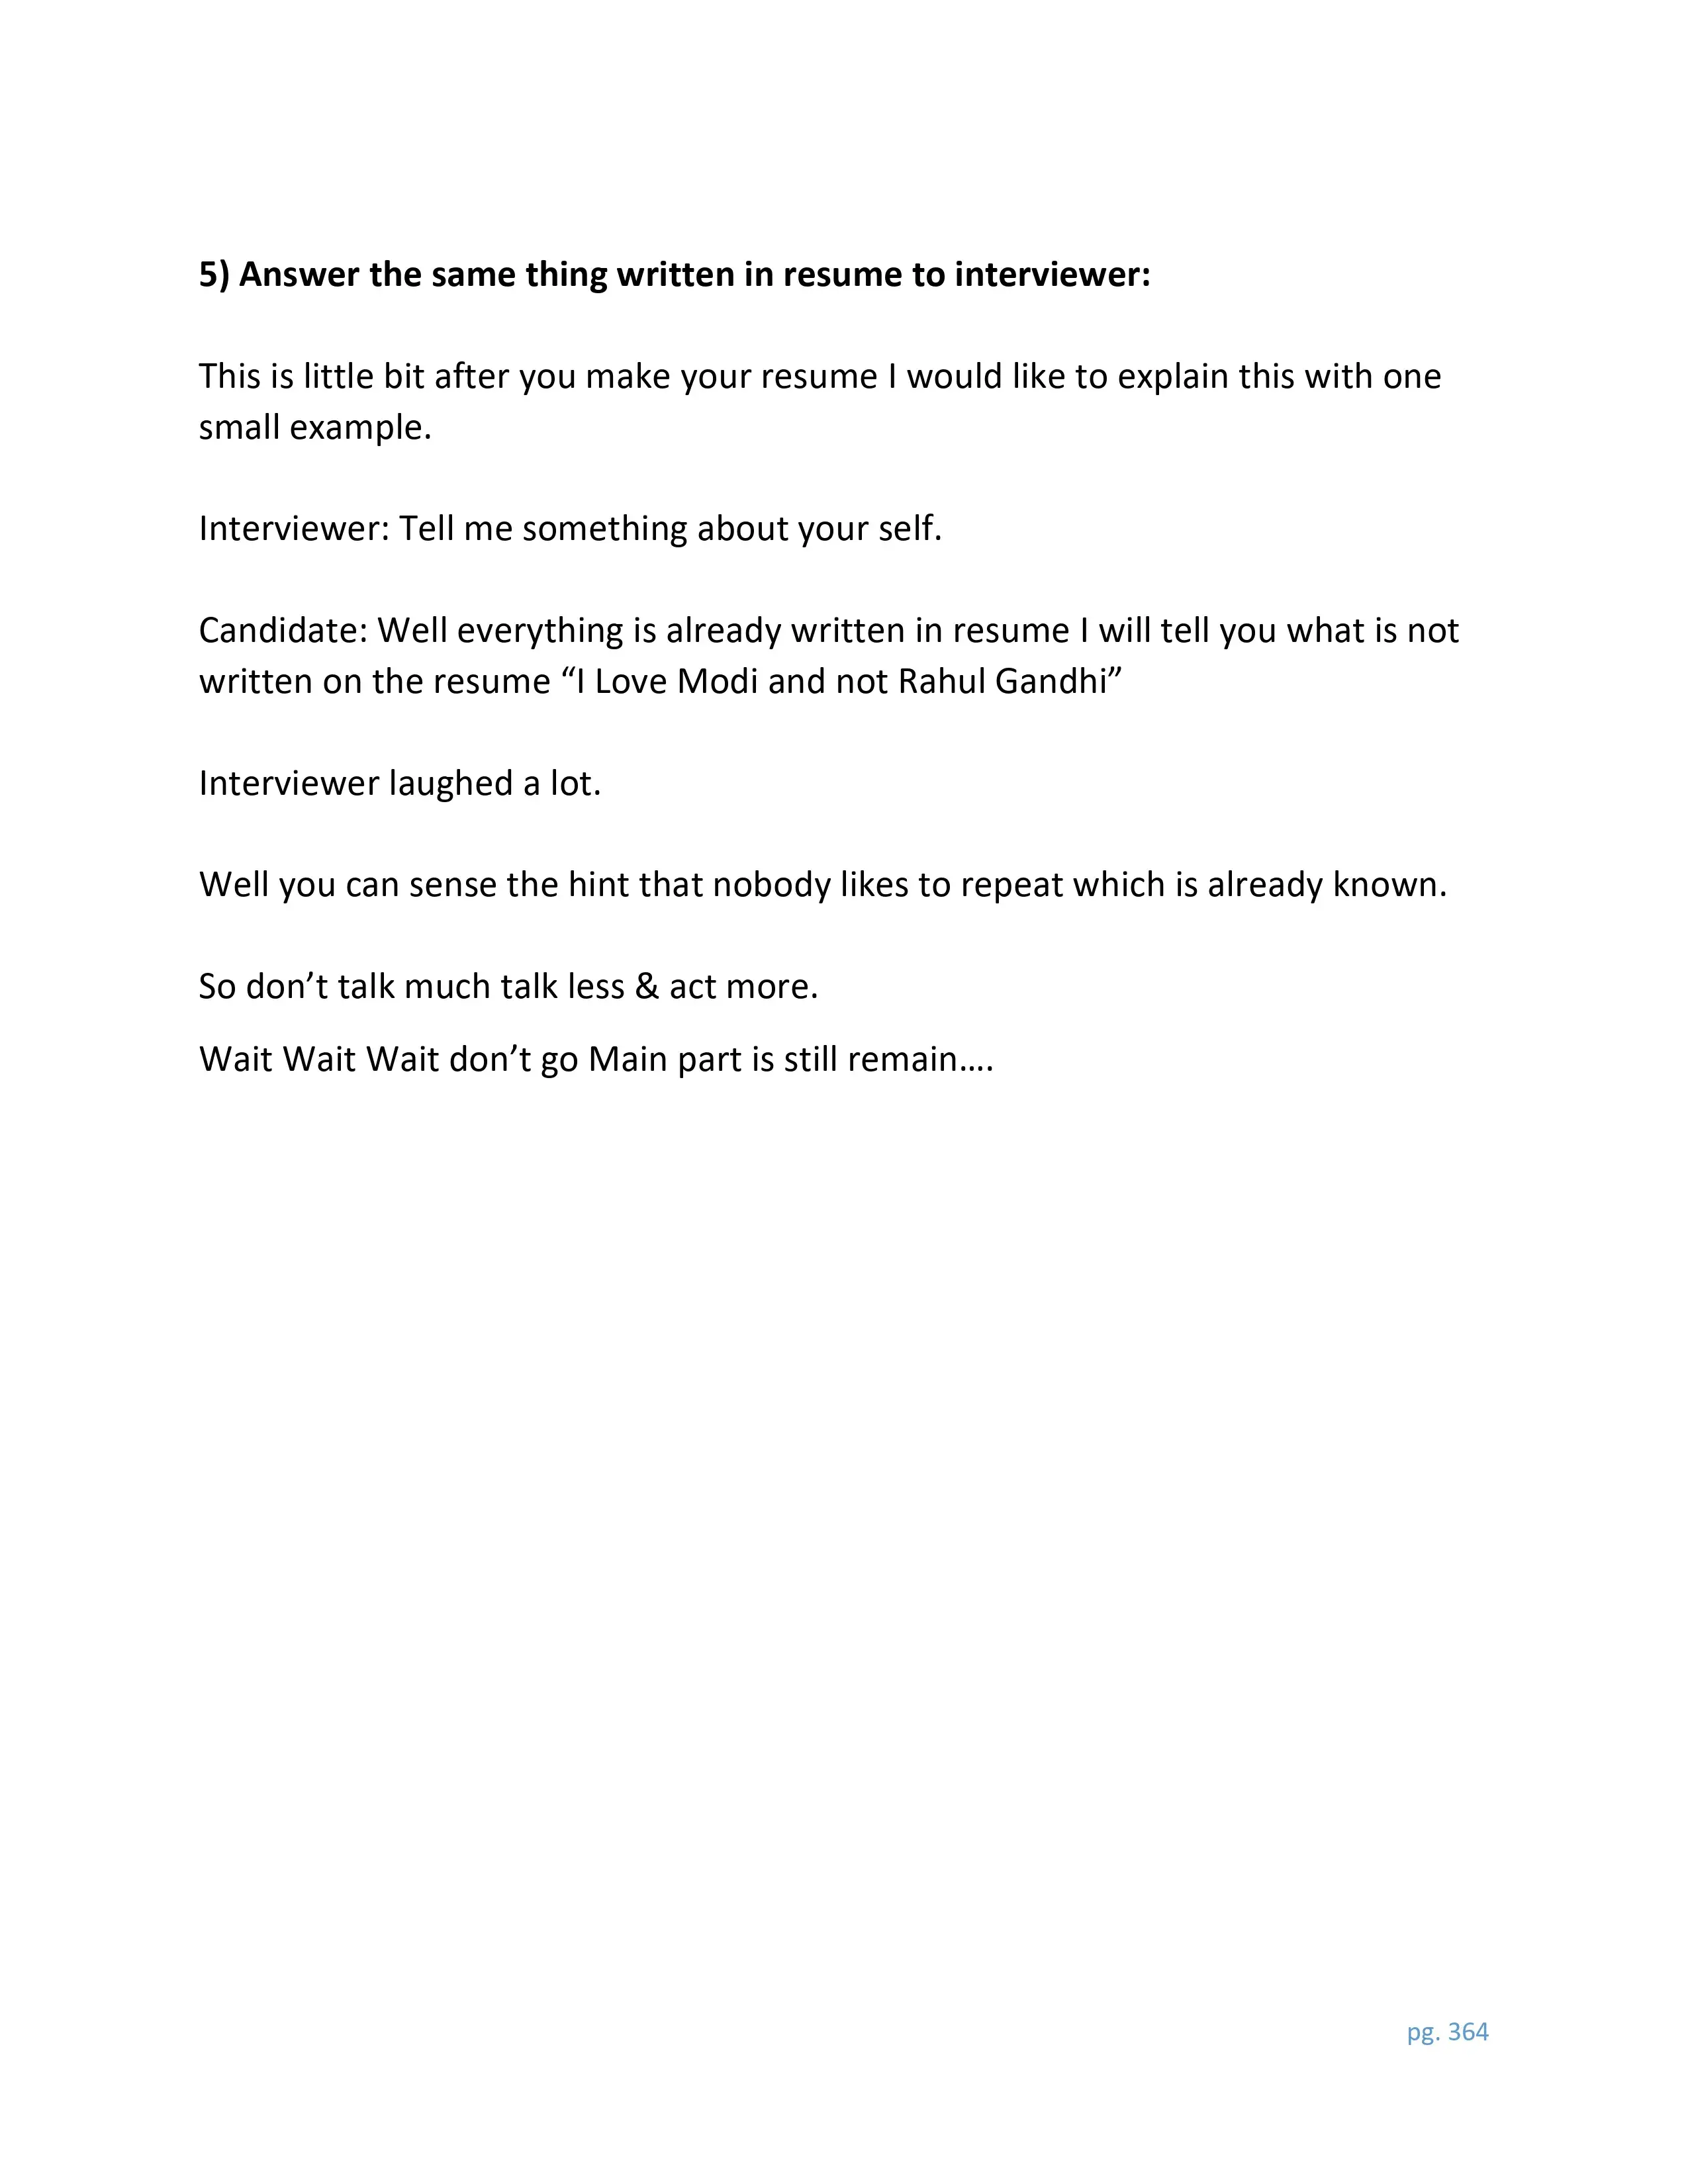 5) Answer the same thing written in resume to interviewer:
This is little bit after you make your resume I would like to explain this with one
small example.
Interviewer: Tell me something about your self.
Candidate: Well everything is already written in resume I will tell you what is not
written on the resume “I Love Modi and not Rahul Gandhi”
Interviewer laughed a lot.
Well you can sense the hint that nobody likes to repeat which is already known.
So don’t talk much talk less & act more.
Wait Wait Wait don’t go Main part is still remain….
pg. 364